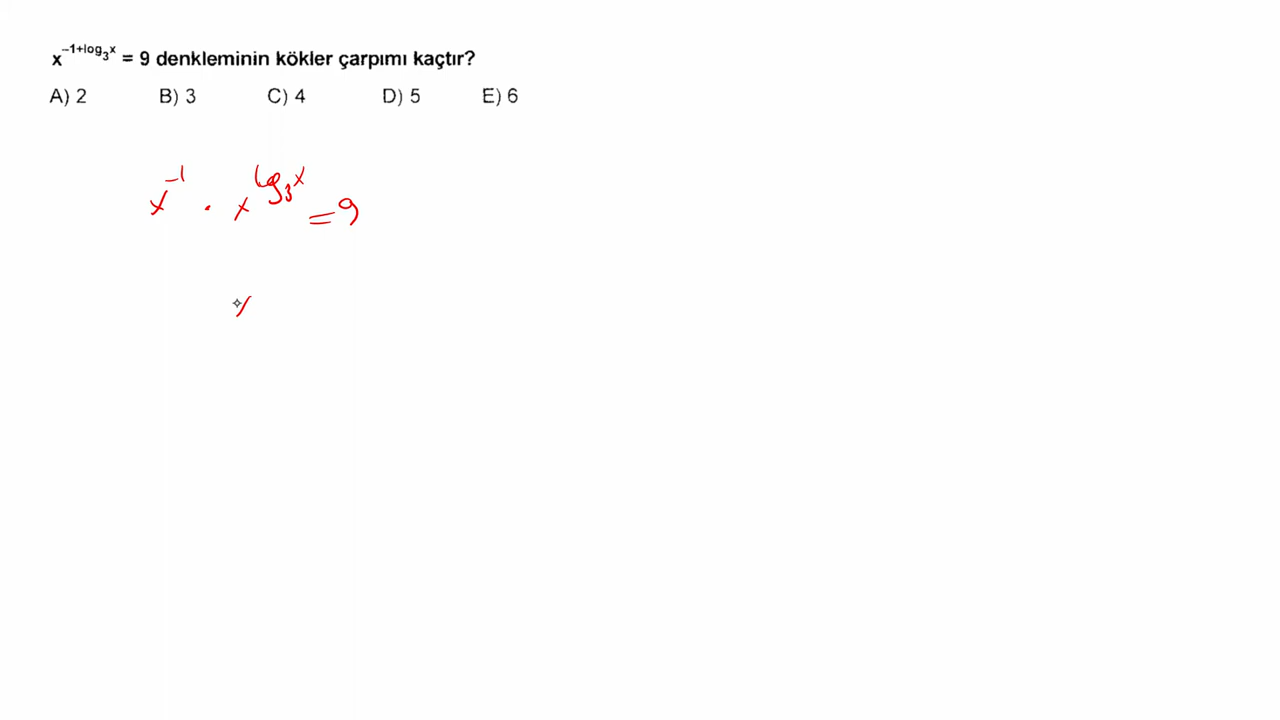 x^{-1+log₃x} = 9 denkleminin kökler çarpımı kaçtır?
A) 2 B) 3 C) 4 D) 5 E) 6
x^{-1} · x^{log₃x} = 9
x